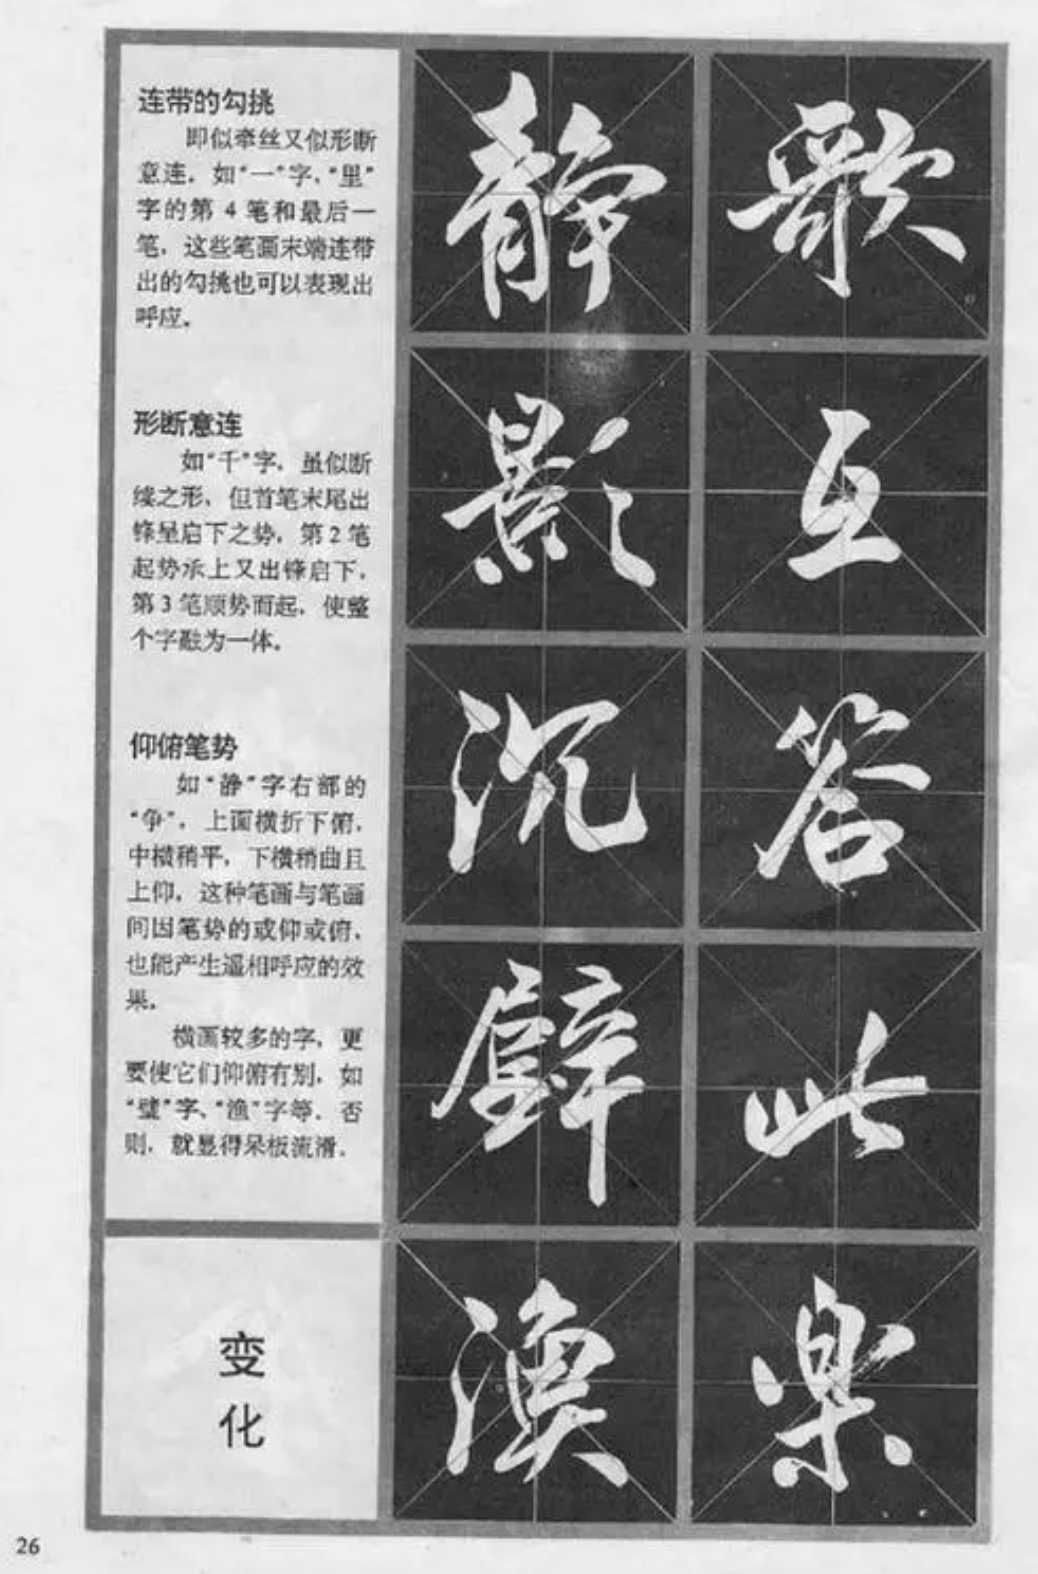 连带的勾挑
即似牵丝又似形断
意连。如“一”字、“里”
字的第 4 笔和最后一
笔，这些笔画末端连带
出的勾挑也可以表现出
呼应。
形断意连
如“千”字，虽似断
续之形，但首笔末尾出
锋呈启下之势，第 2 笔
起势承上又出锋启下，
第 3 笔顺势而起，使整
个字融为一体。
仰俯笔势
如“静”字右部的
“争”，上面横折下俯，
中横稍平，下横稍曲且
上仰，这种笔画与笔画
间因笔势的或仰或俯，
也能产生遥相呼应的效
果。
横画较多的字，更
要使它们仰俯有别，如
“璧”字、“渔”字等，否
则，就显得呆板流滑。
变
化
歌
互
答
此
樂
静
影
沉
璧
漁
26